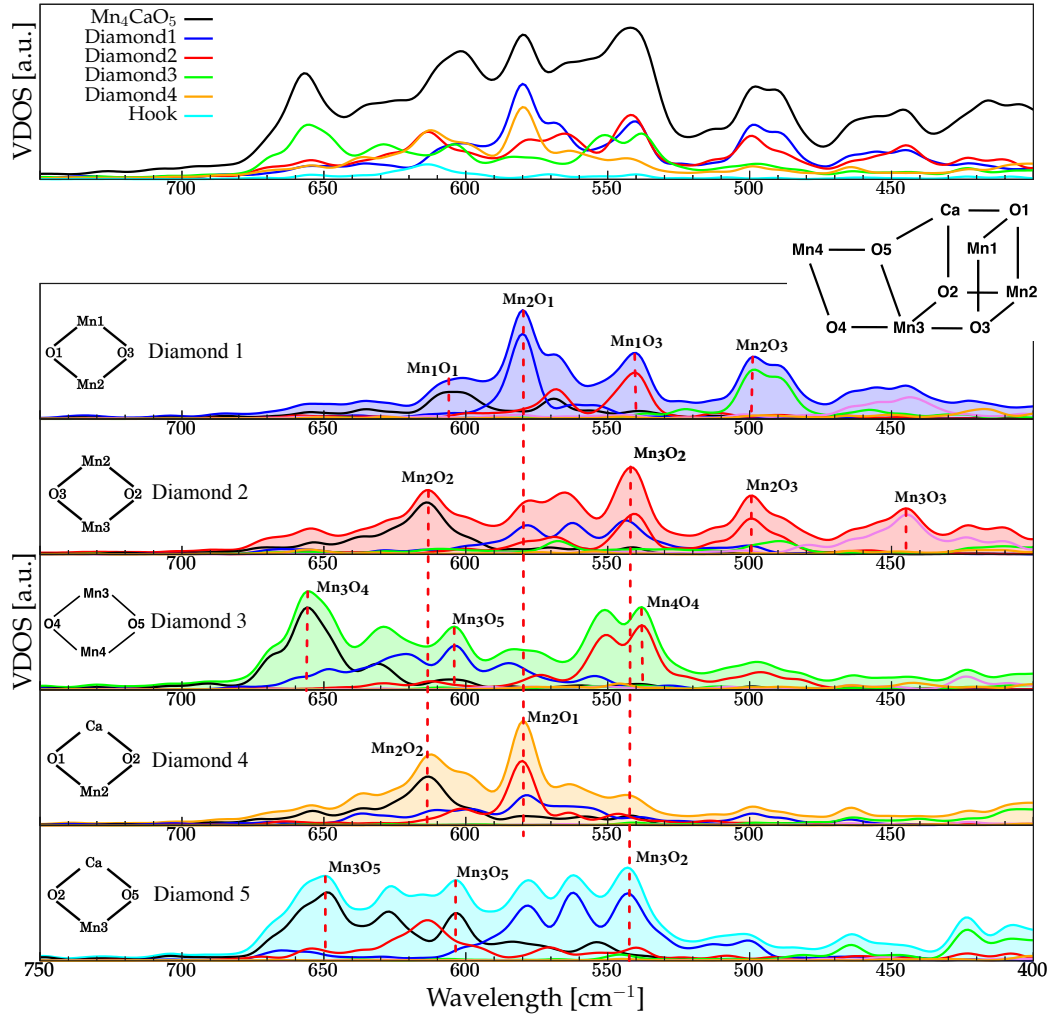 VDOS [a.u.]
Mn₄CaO₅
Diamond1
Diamond2
Diamond3
Diamond4
Hook
700 650 600 550 500 450
Ca O1
Mn4 O5 Mn1
O2 Mn2
O4 Mn3 O3
Mn1
O1 O3
Mn2
Diamond 1
Mn₁O₁
Mn₂O₁
Mn₁O₃
Mn₂O₃
700 650 600 550 500 450
Mn2
O3 O2
Mn3
Diamond 2
Mn₂O₂
Mn₃O₂
Mn₂O₃
Mn₃O₃
700 650 600 550 500 450
VDOS [a.u.]
Mn3
O4 O5
Mn4
Diamond 3
Mn₃O₄
Mn₃O₅
Mn₄O₄
700 650 600 550 500 450
Ca
O1 O2
Mn2
Diamond 4
Mn₂O₂
Mn₂O₁
700 650 600 550 500 450
Ca
O2 O5
Mn3
Diamond 5
Mn₃O₅
Mn₃O₅
Mn₃O₂
750 700 650 600 550 500 450 400
Wavelength [cm⁻¹]